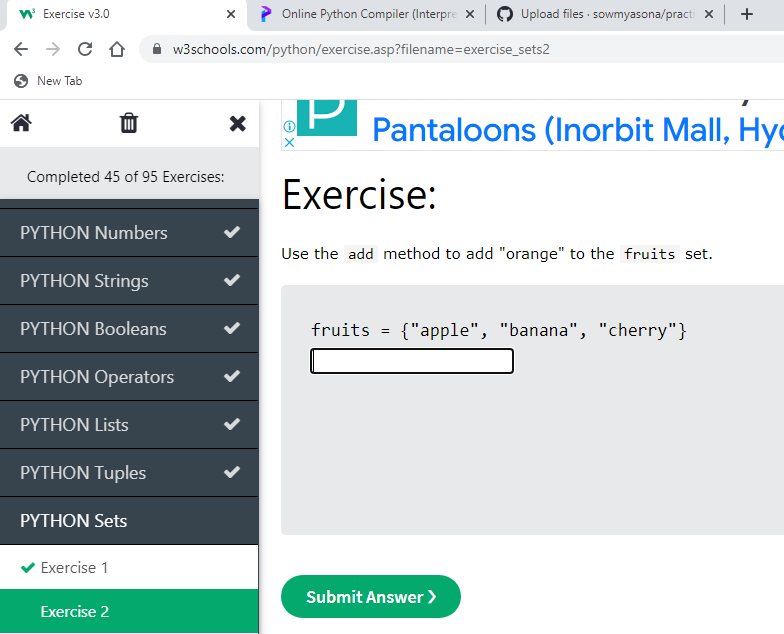 Exercise v3.0
Online Python Compiler (Interpre
Upload files · sowmyasona/practi
w3schools.com/python/exercise.asp?filename=exercise_sets2
New Tab
Completed 45 of 95 Exercises:
PYTHON Numbers
PYTHON Strings
PYTHON Booleans
PYTHON Operators
PYTHON Lists
PYTHON Tuples
PYTHON Sets
Exercise 1
Exercise 2
Pantaloons (Inorbit Mall, Hyd
Exercise:
Use the add method to add "orange" to the fruits set.
fruits = {"apple", "banana", "cherry"}
Submit Answer ❯